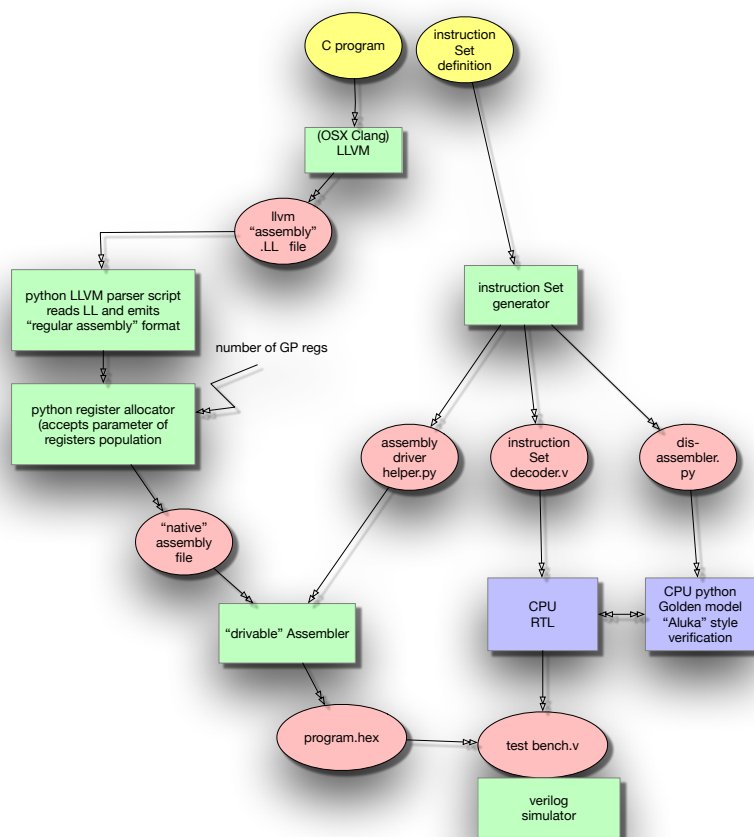 C program
instruction
Set
definition
(OSX Clang)
LLVM
llvm
“assembly”
.LL file
python LLVM parser script
reads LL and emits
“regular assembly” format
instruction Set
generator
number of GP regs
python register allocator
(accepts parameter of
registers population
assembly
driver
helper.py
instruction
Set
decoder.v
dis-
assembler.
py
“native”
assembly
file
“drivable” Assembler
CPU
RTL
CPU python
Golden model
“Aluka” style
verification
program.hex
test bench.v
verilog
simulator